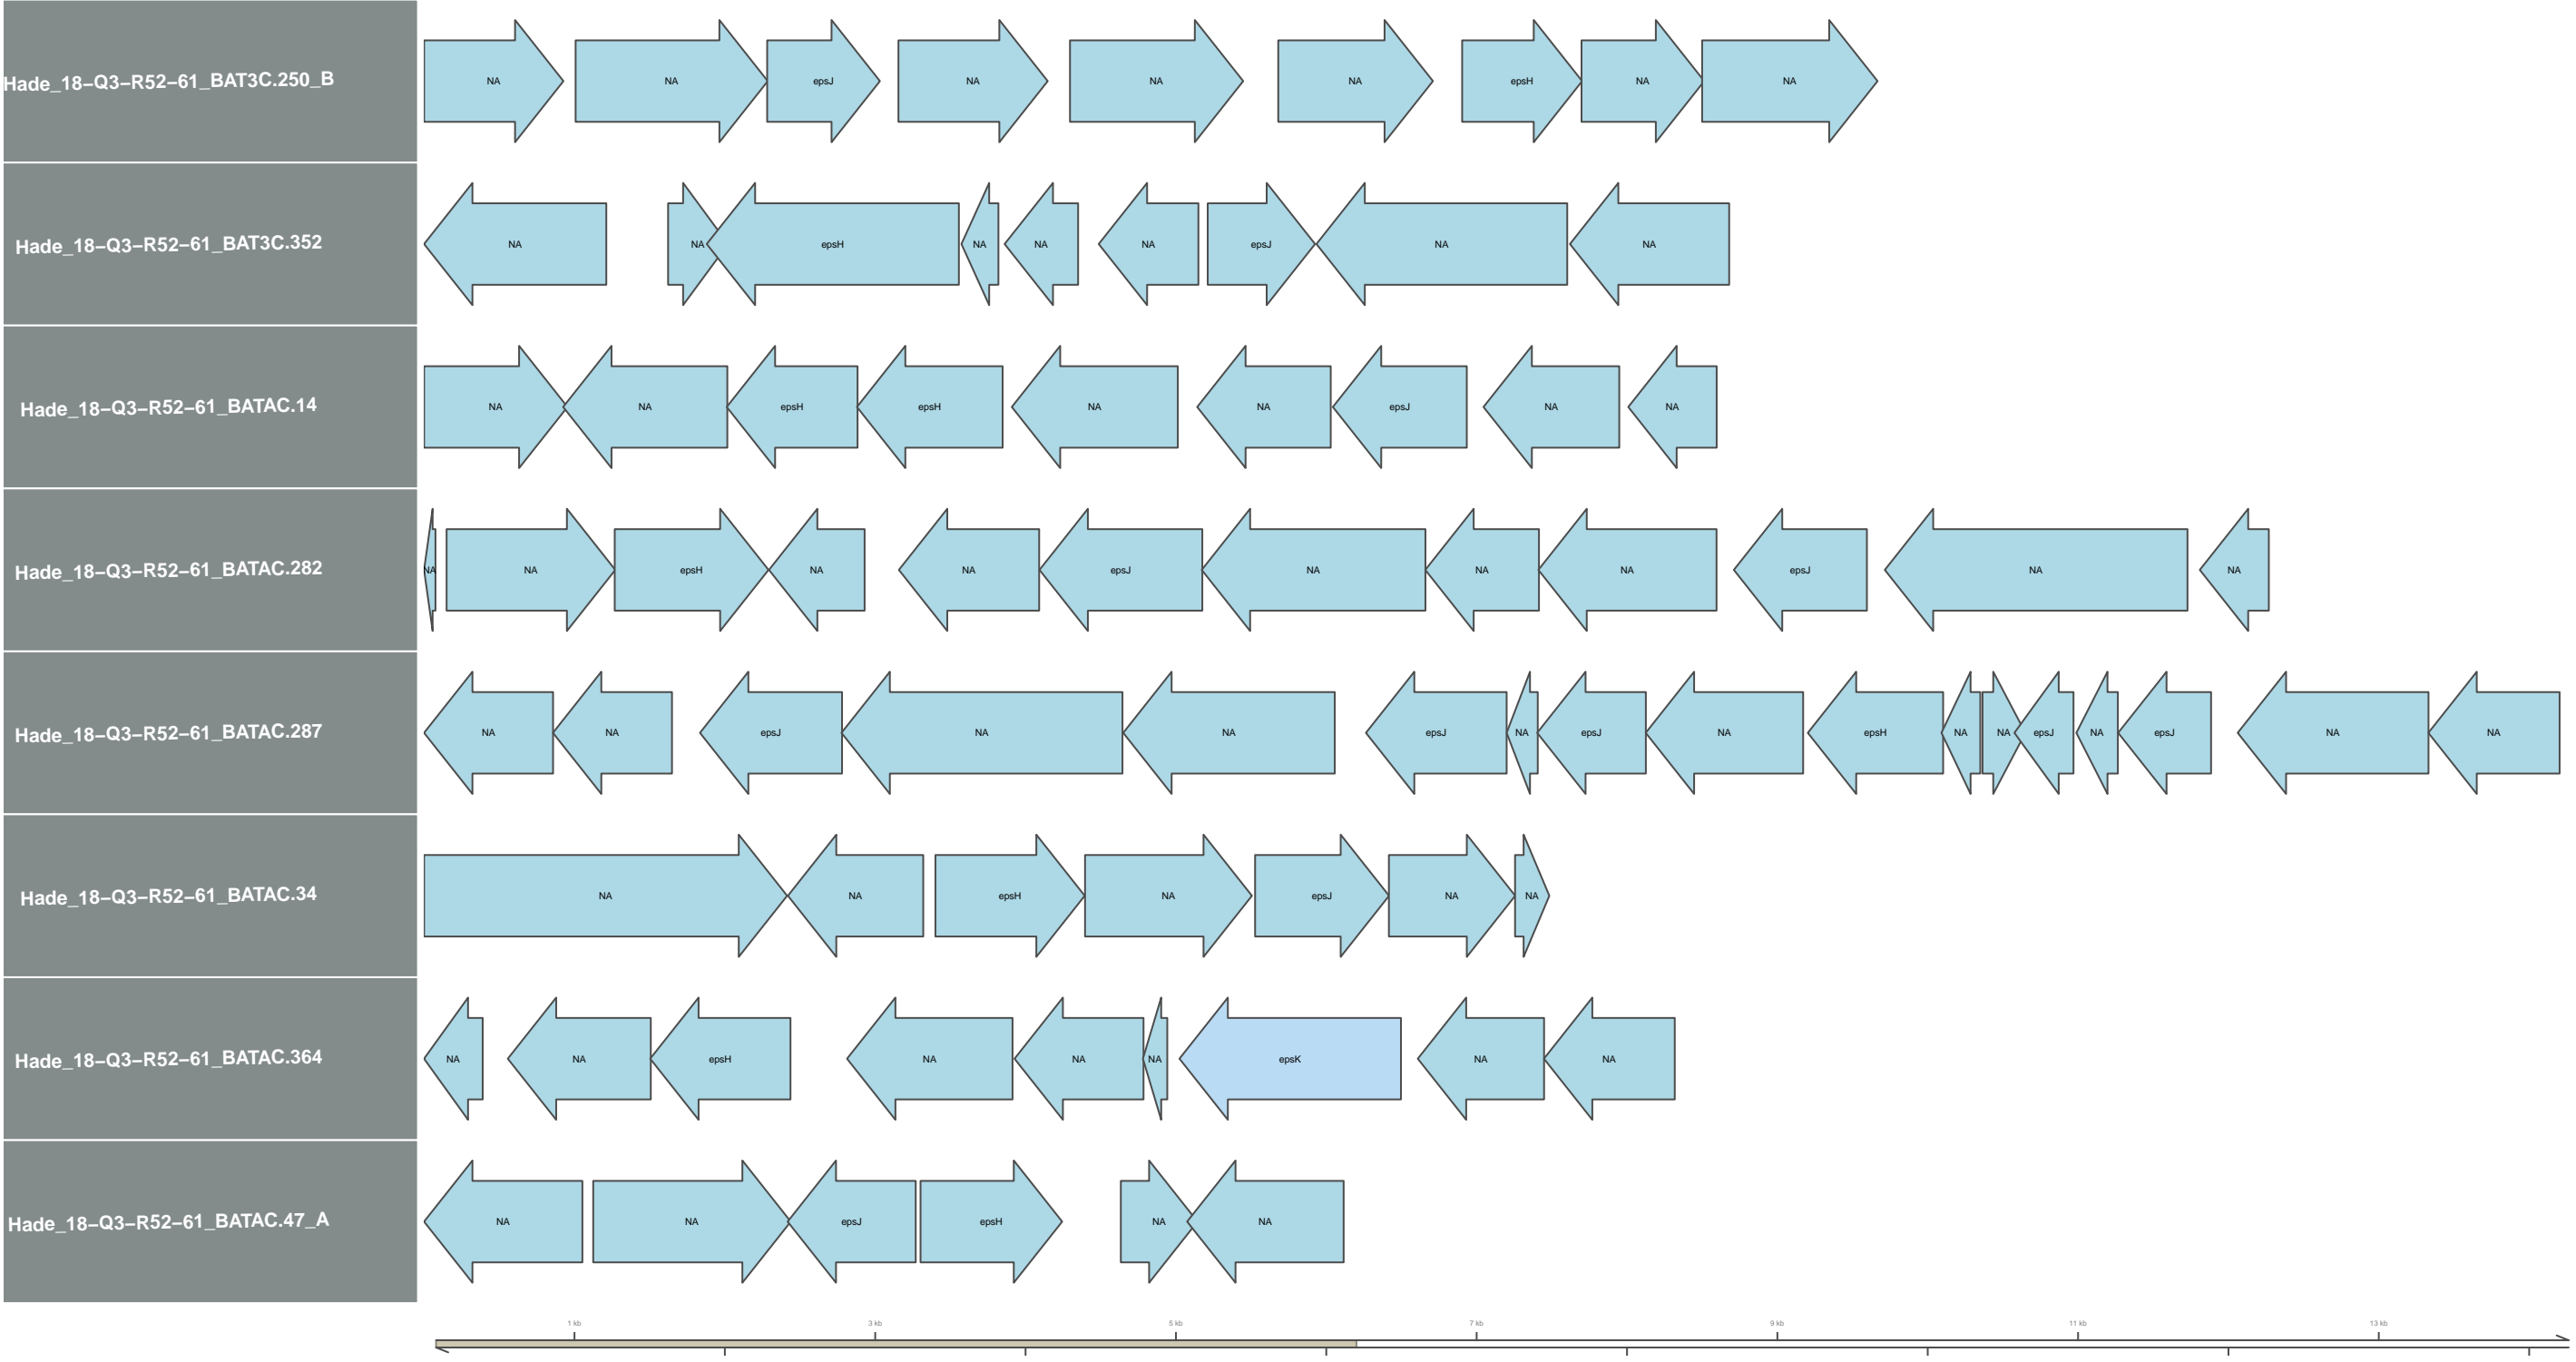 Hade_18–Q3–R52–61_BAT3C.250_B
NA NA epsJ NA NA NA epsH NA NA
Hade_18–Q3–R52–61_BAT3C.352
NA NA epsH NA NA NA epsJ NA NA
Hade_18–Q3–R52–61_BATAC.14
NA NA epsH epsH NA NA epsJ NA NA
Hade_18–Q3–R52–61_BATAC.282
NA NA epsH NA NA epsJ NA NA NA epsJ NA NA
Hade_18–Q3–R52–61_BATAC.287
NA NA epsJ NA NA epsJ NA epsJ NA epsH NA NA epsJ NA epsJ NA NA
Hade_18–Q3–R52–61_BATAC.34
NA NA epsH NA epsJ NA NA
Hade_18–Q3–R52–61_BATAC.364
NA NA epsH NA NA NA epsK NA NA
Hade_18–Q3–R52–61_BATAC.47_A
NA NA epsJ epsH NA NA
1 kb 3 kb 5 kb 7 kb 9 kb 11 kb 13 kb